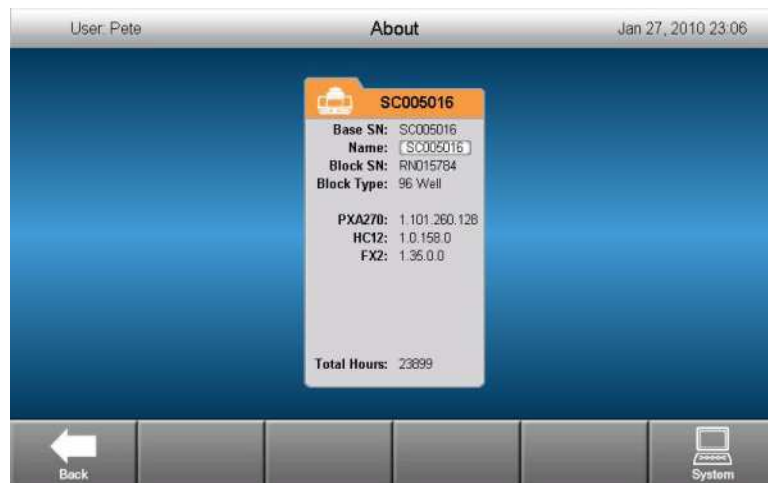 User: Pete About Jan 27, 2010 23:06
SC005016
Base SN: SC005016
Name: SC005016
Block SN: RN015784
Block Type: 96 Well
PXA270: 1.101.260.128
HC12: 1.0.158.0
FX2: 1.35.0.0
Total Hours: 23899
Back System